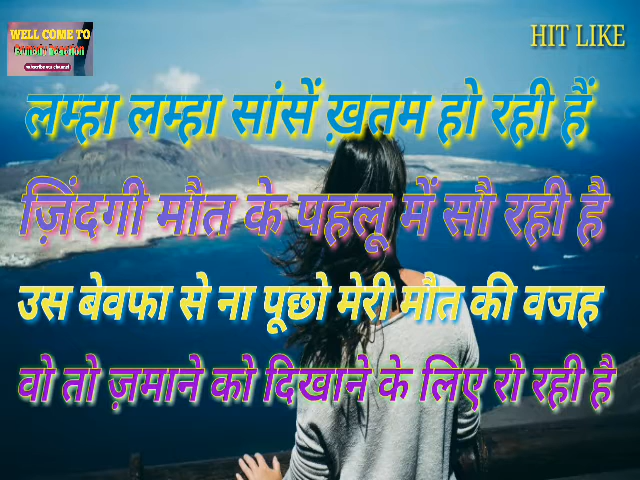 WELL COME TO
HIT LIKE
लम्हा लम्हा सांसें ख़तम हो रही हैं
ज़िंदगी मौत के पहलू में सौ रही है
उस बेवफा से ना पूछो मेरी मौत की वजह
वो तो ज़माने को दिखाने के लिए रो रही है